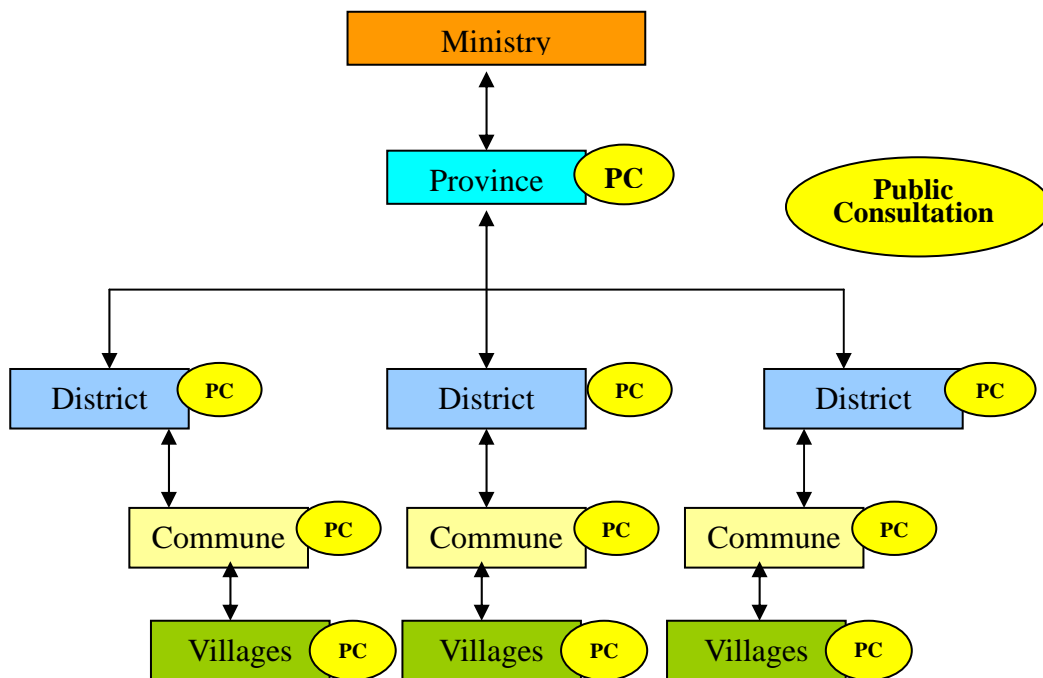 Ministry
Province PC
Public
Consultation
District PC District PC District PC
Commune PC Commune PC Commune PC
Villages PC Villages PC Villages PC